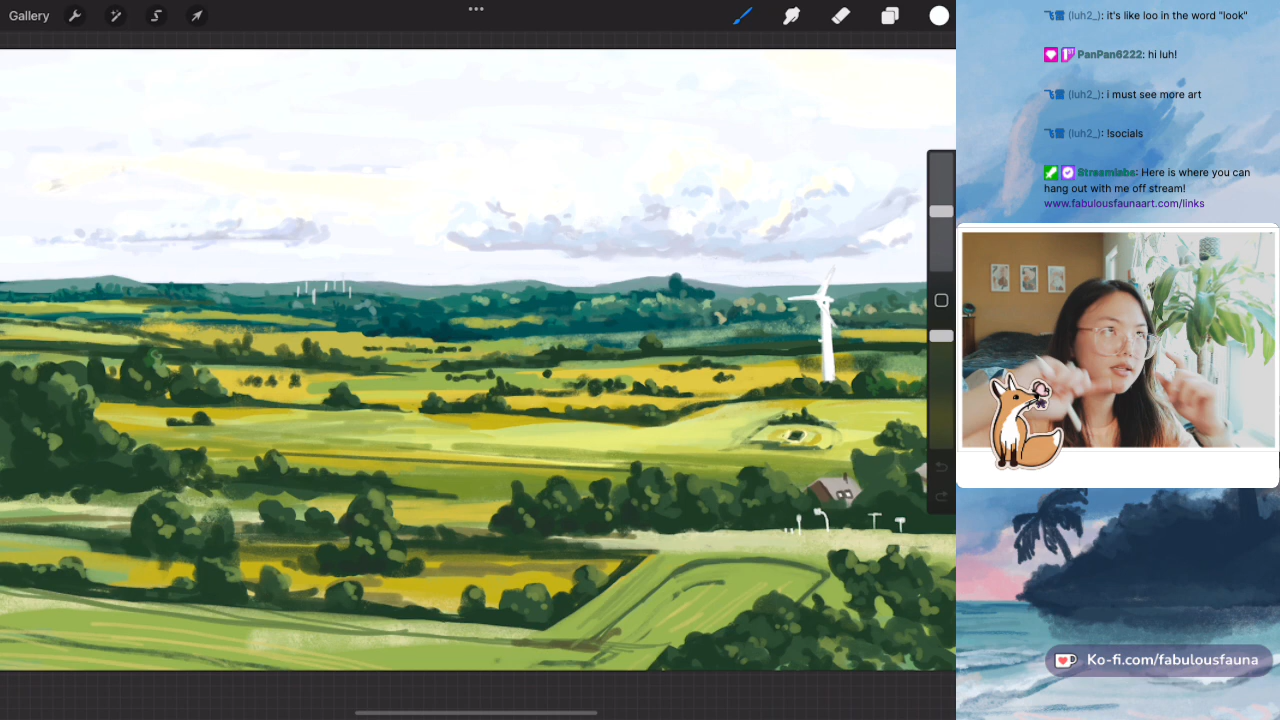 Gallery
(luh2_): it's like loo in the word "look"
PanPan6222: hi luh!
(luh2_): i must see more art
(luh2_): !socials
Streamlabs: Here is where you can
hang out with me off stream!
www.fabulousfaunaart.com/links
Ko-fi.com/fabulousfauna